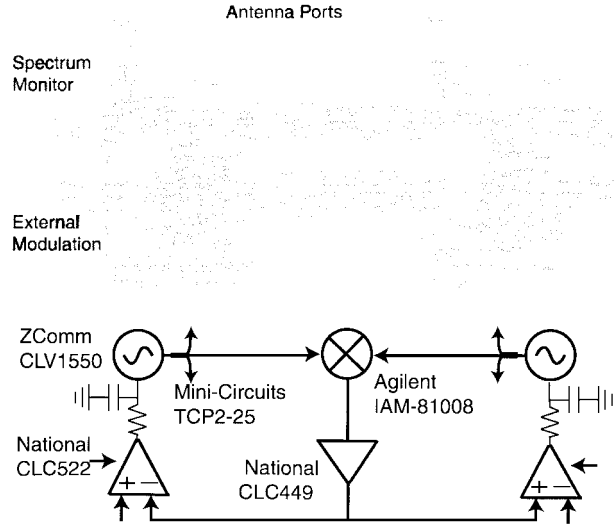 Antenna Ports
Spectrum
Monitor
External
Modulation
ZComm
CLV1550
Mini-Circuits
TCP2-25
Agilent
IAM-81008
National
CLC522
National
CLC449
+ −
+ −